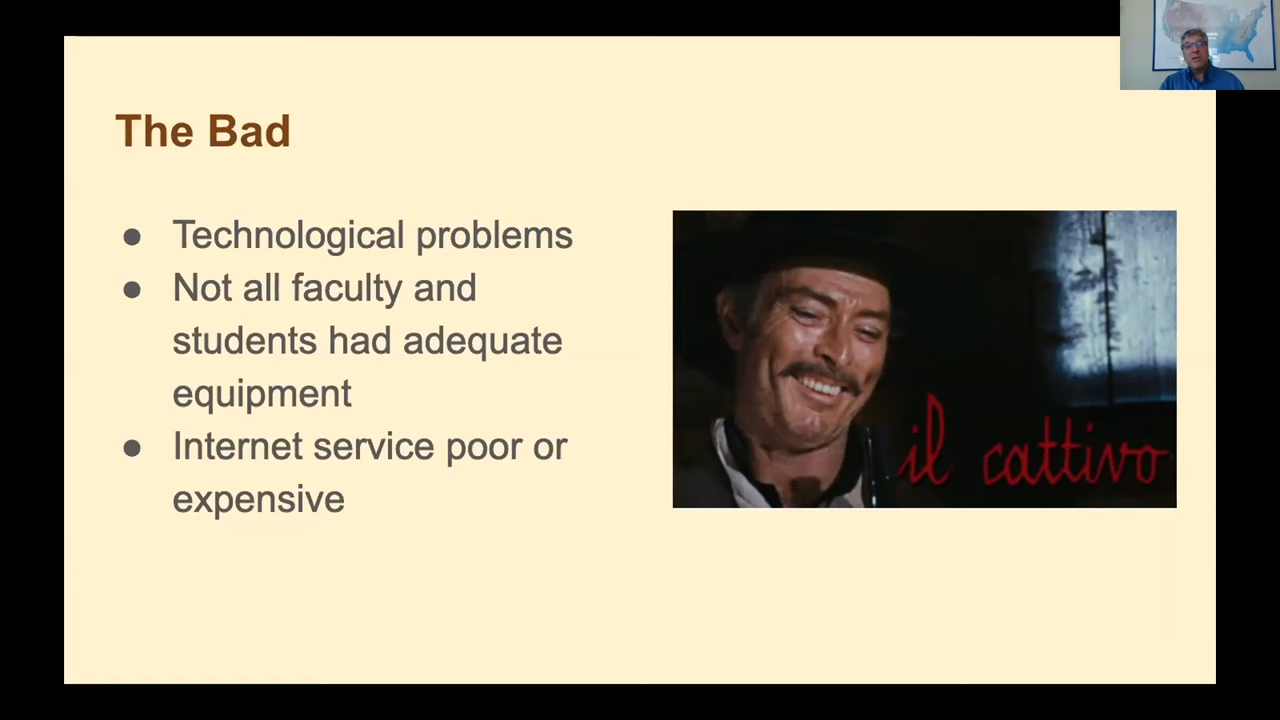 The Bad
● Technological problems
● Not all faculty and
students had adequate
equipment
● Internet service poor or
expensive
il cattivo